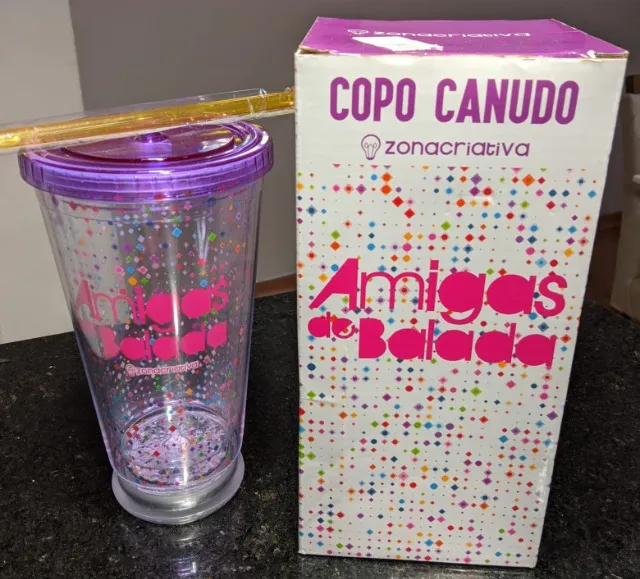 zonacriativa
COPO CANUDO
zonacriativa
Amigas
de Balada
Amigas
de Balada
zonacriativa